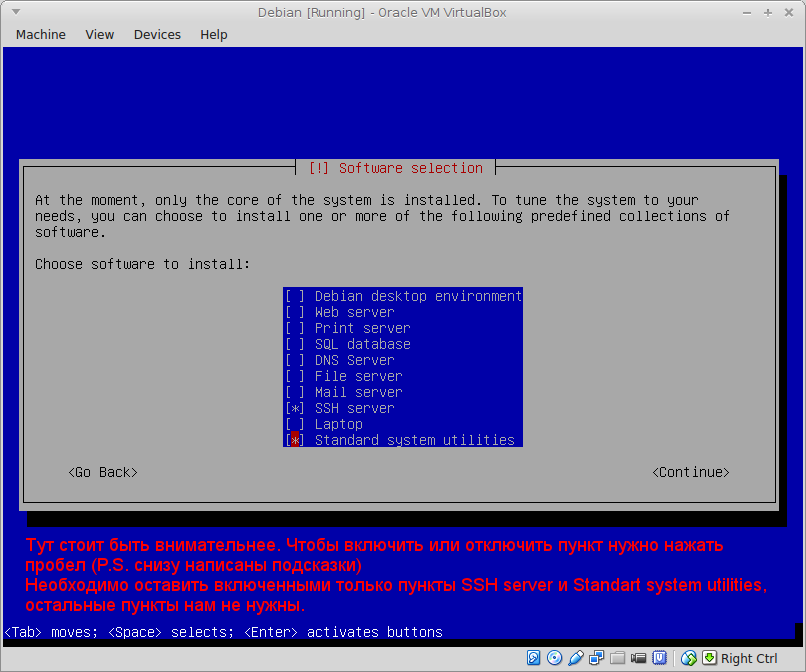 Debian [Running] - Oracle VM VirtualBox
Machine View Devices Help
[!] Software selection
At the moment, only the core of the system is installed. To tune the system to your
needs, you can choose to install one or more of the following predefined collections of
software.
Choose software to install:
[ ] Debian desktop environment
[ ] Web server
[ ] Print server
[ ] SQL database
[ ] DNS Server
[ ] File server
[ ] Mail server
[*] SSH server
[ ] Laptop
[*] Standard system utilities
<Go Back> <Continue>
Тут стоит быть внимательнее. Чтобы включить или отключить пункт нужно нажать
пробел (P.S. снизу написаны подсказки)
Необходимо оставить включенными только пункты SSH server и Standart system utilities,
остальные пункты нам не нужны.
<Tab> moves; <Space> selects; <Enter> activates buttons
Right Ctrl